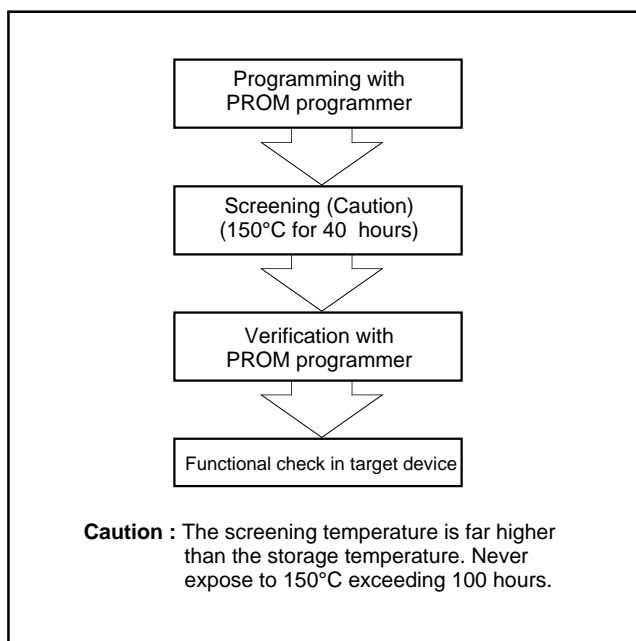 Programming with
PROM programmer
Screening (Caution)
(150°C for 40 hours)
Verification with
PROM programmer
Functional check in target device
Caution : The screening temperature is far higher
than the storage temperature. Never
expose to 150°C exceeding 100 hours.